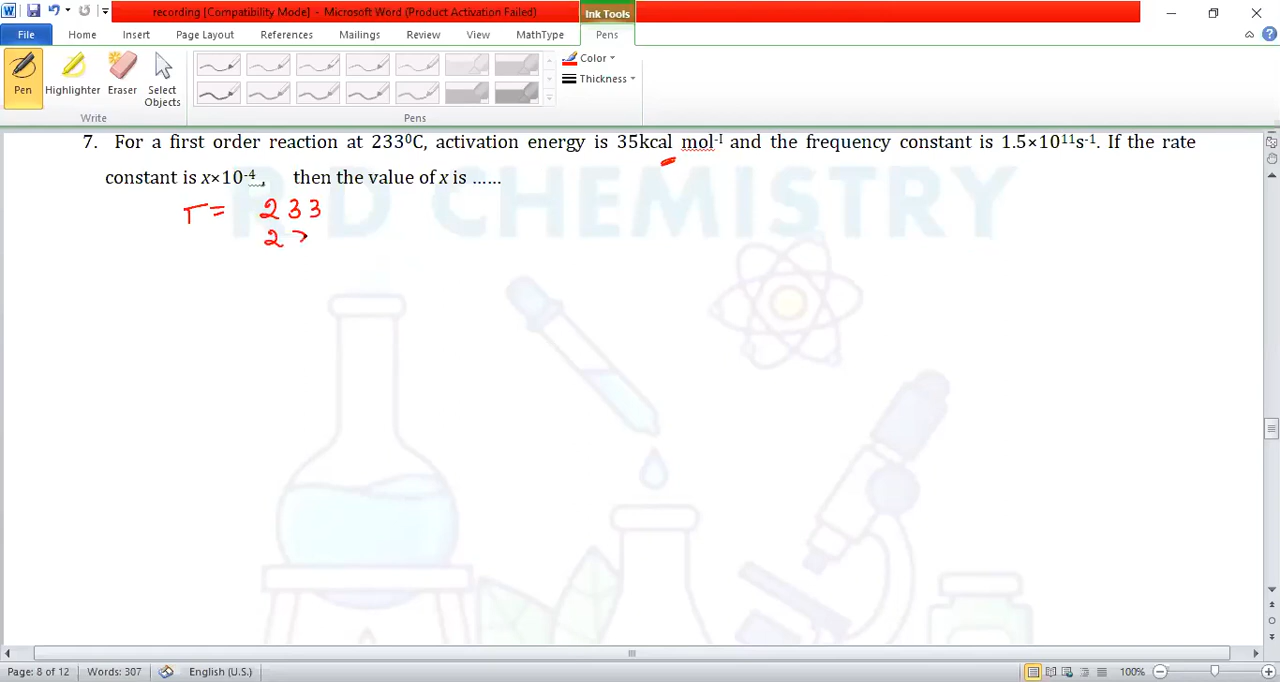 recording [Compatibility Mode] - Microsoft Word (Product Activation Failed)
Ink Tools
File Home Insert Page Layout References Mailings Review View MathType Pens
Pen Highlighter Eraser Select Objects
Color
Thickness
Write Pens
7. For a first order reaction at 233⁰C, activation energy is 35kcal mol⁻ᴵ and the frequency constant is 1.5×10¹¹s⁻¹. If the rate
constant is x×10⁻⁴, then the value of x is ……
T = 233
2
CHEMISTRY
Page: 8 of 12 Words: 307 English (U.S.) 100%